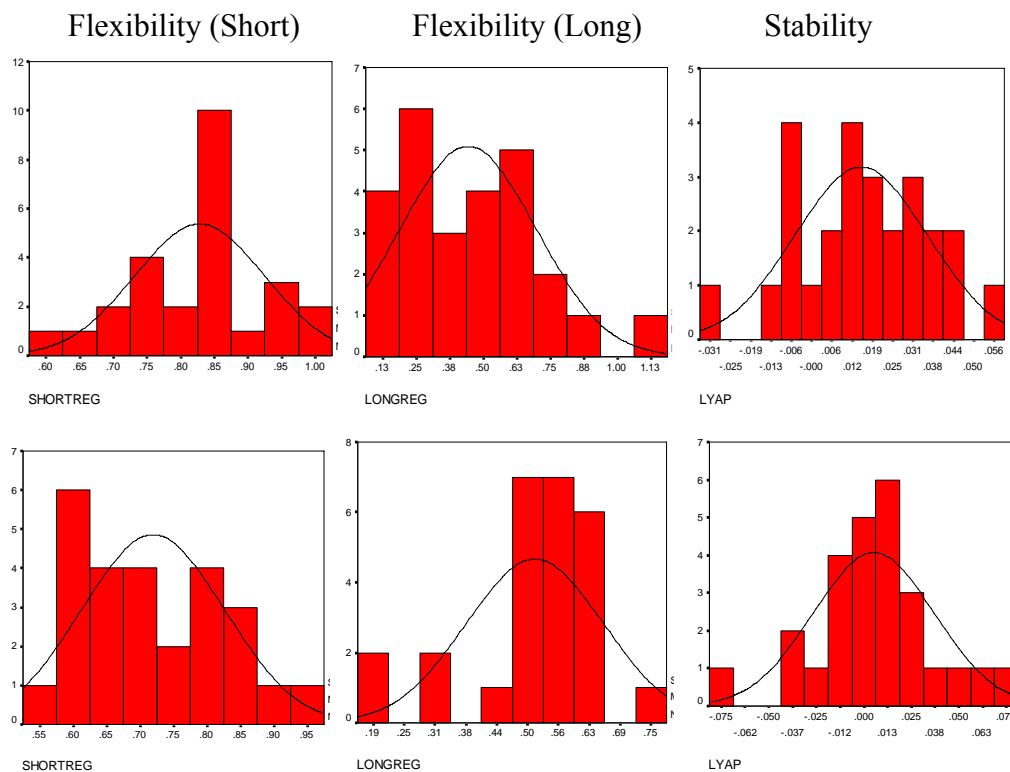 Flexibility (Short) Flexibility (Long) Stability
12
10
8
6
4
2
0
.60 .65 .70 .75 .80 .85 .90 .95 1.00
SHORTREG
7
6
5
4
3
2
1
0
.13 .25 .38 .50 .63 .75 .88 1.00 1.13
LONGREG
5
4
3
2
1
0
-.031 -.019 -.006 .006 .019 .031 .044 .056
-.025 -.013 -.000 .012 .025 .038 .050
LYAP
7
6
5
4
3
2
1
0
.55 .60 .65 .70 .75 .80 .85 .90 .95
SHORTREG
8
6
4
2
0
.19 .25 .31 .38 .44 .50 .56 .63 .69 .75
LONGREG
7
6
5
4
3
2
1
0
-.075 -.050 -.025 .000 .025 .050 .07
-.062 -.037 -.012 .013 .038 .063
LYAP